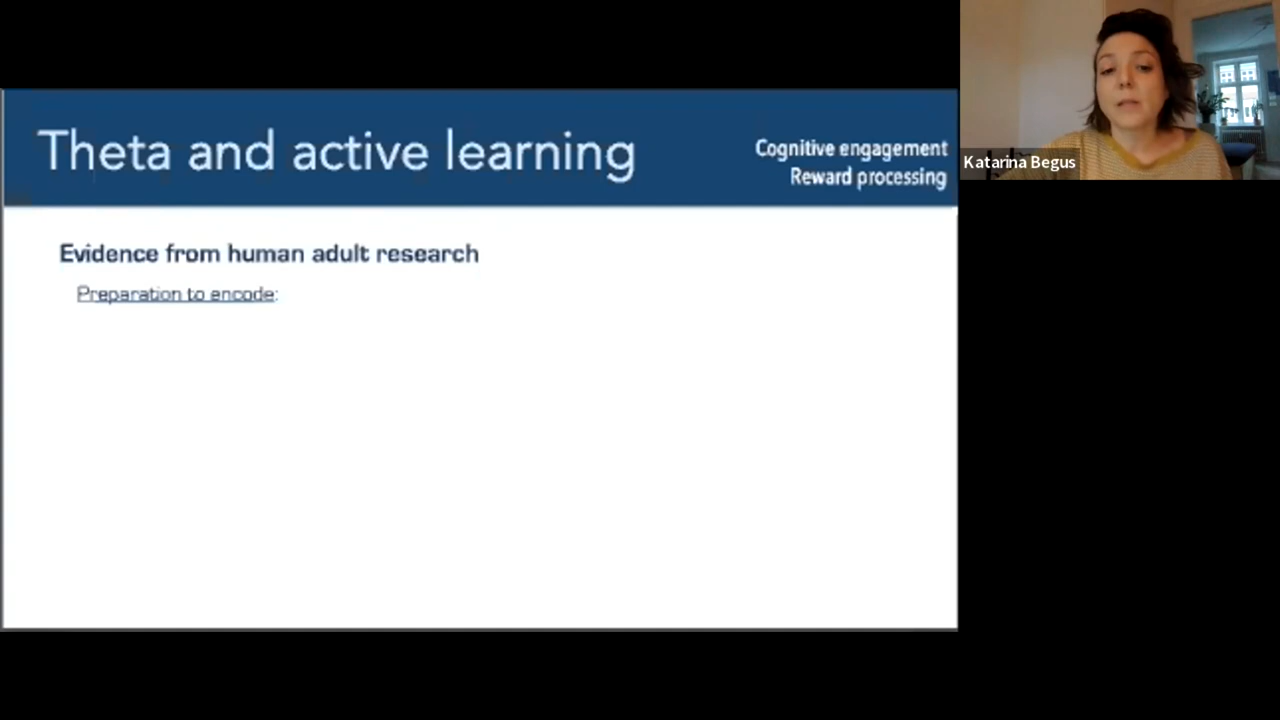 Theta and active learning
Cognitive engagement
Reward processing
Katarina Begus
Evidence from human adult research
Preparation to encode: